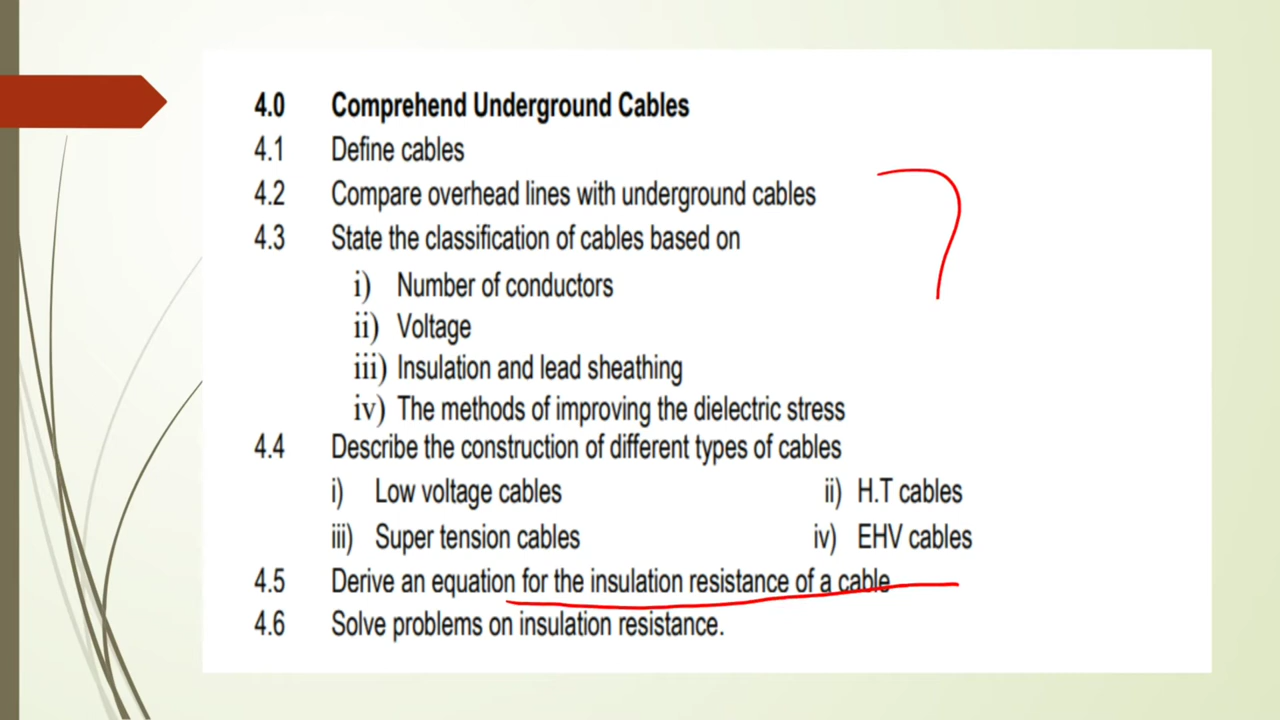 4.0 Comprehend Underground Cables
4.1 Define cables
4.2 Compare overhead lines with underground cables
4.3 State the classification of cables based on
i) Number of conductors
ii) Voltage
iii) Insulation and lead sheathing
iv) The methods of improving the dielectric stress
4.4 Describe the construction of different types of cables
i) Low voltage cables ii) H.T cables
iii) Super tension cables iv) EHV cables
4.5 Derive an equation for the insulation resistance of a cable
4.6 Solve problems on insulation resistance.